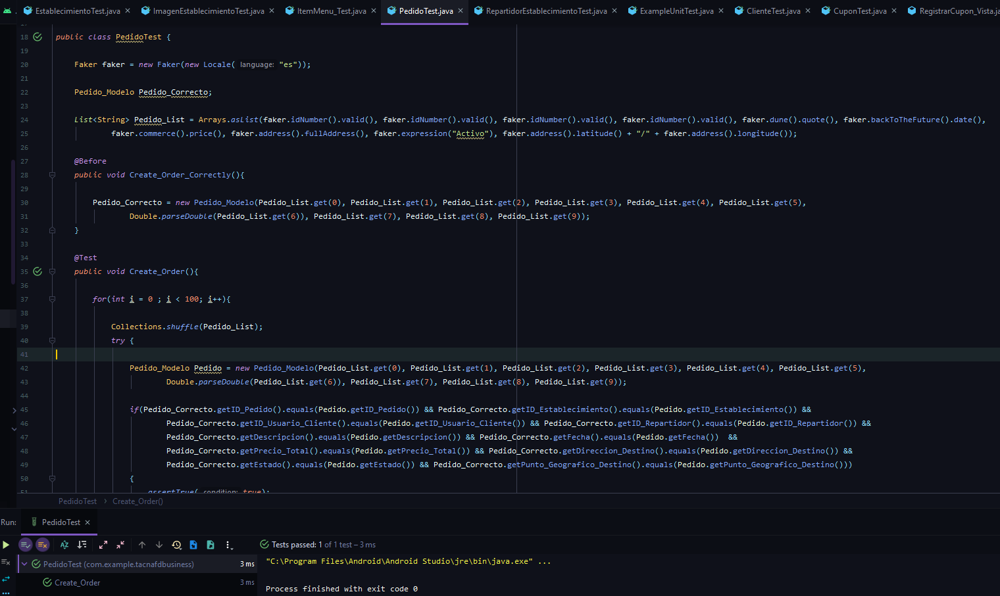 EstablecimientoTest.java × ImagenEstablecimientoTest.java × ItemMenu_Test.java × PedidoTest.java × RepartidorEstablecimientoTest.java × ExampleUnitTest.java × ClienteTest.java × CuponTest.java × RegistrarCupon_Vista.ja
18 public class PedidoTest {
19
20 Faker faker = new Faker(new Locale( language: "es"));
21
22 Pedido_Modelo Pedido_Correcto;
23
24 List<String> Pedido_List = Arrays.asList(faker.idNumber().valid(), faker.idNumber().valid(), faker.idNumber().valid(), faker.idNumber().valid(), faker.dune().quote(), faker.backToTheFuture().date(),
25 faker.commerce().price(), faker.address().fullAddress(), faker.expression("Activo"), faker.address().latitude() + "/" + faker.address().longitude());
26
27 @Before
28 public void Create_Order_Correctly(){
29
30 Pedido_Correcto = new Pedido_Modelo(Pedido_List.get(0), Pedido_List.get(1), Pedido_List.get(2), Pedido_List.get(3), Pedido_List.get(4), Pedido_List.get(5),
31 Double.parseDouble(Pedido_List.get(6)), Pedido_List.get(7), Pedido_List.get(8), Pedido_List.get(9));
32 }
33
34 @Test
35 public void Create_Order(){
36
37 for(int i = 0 ; i < 100; i++){
38
39 Collections.shuffle(Pedido_List);
40 try {
41
42 Pedido_Modelo Pedido = new Pedido_Modelo(Pedido_List.get(0), Pedido_List.get(1), Pedido_List.get(2), Pedido_List.get(3), Pedido_List.get(4), Pedido_List.get(5),
43 Double.parseDouble(Pedido_List.get(6)), Pedido_List.get(7), Pedido_List.get(8), Pedido_List.get(9));
44
45 if(Pedido_Correcto.getID_Pedido().equals(Pedido.getID_Pedido()) && Pedido_Correcto.getID_Establecimiento().equals(Pedido.getID_Establecimiento()) &&
46 Pedido_Correcto.getID_Usuario_Cliente().equals(Pedido.getID_Usuario_Cliente()) && Pedido_Correcto.getID_Repartidor().equals(Pedido.getID_Repartidor()) &&
47 Pedido_Correcto.getDescripcion().equals(Pedido.getDescripcion()) && Pedido_Correcto.getFecha().equals(Pedido.getFecha()) &&
48 Pedido_Correcto.getPrecio_Total().equals(Pedido.getPrecio_Total()) && Pedido_Correcto.getDireccion_Destino().equals(Pedido.getDireccion_Destino()) &&
49 Pedido_Correcto.getEstado().equals(Pedido.getEstado()) && Pedido_Correcto.getPunto_Geografico_Destino().equals(Pedido.getPunto_Geografico_Destino()))
50 {
51 assertTrue( condition: true);
PedidoTest > Create_Order()
Run: PedidoTest ×
Tests passed: 1 of 1 test – 3 ms
PedidoTest (com.example.tacnafdbusiness) 3 ms
Create_Order 3 ms
"C:\Program Files\Android\Android Studio\jre\bin\java.exe" ...
Process finished with exit code 0